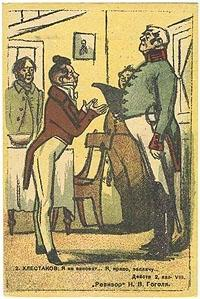 2. ХЛЕСТАКОВ: Я не виноват... Я, право, заплачу...
Действ 2, явл- VIII.
„Ревизор" Н. В. Гоголя.